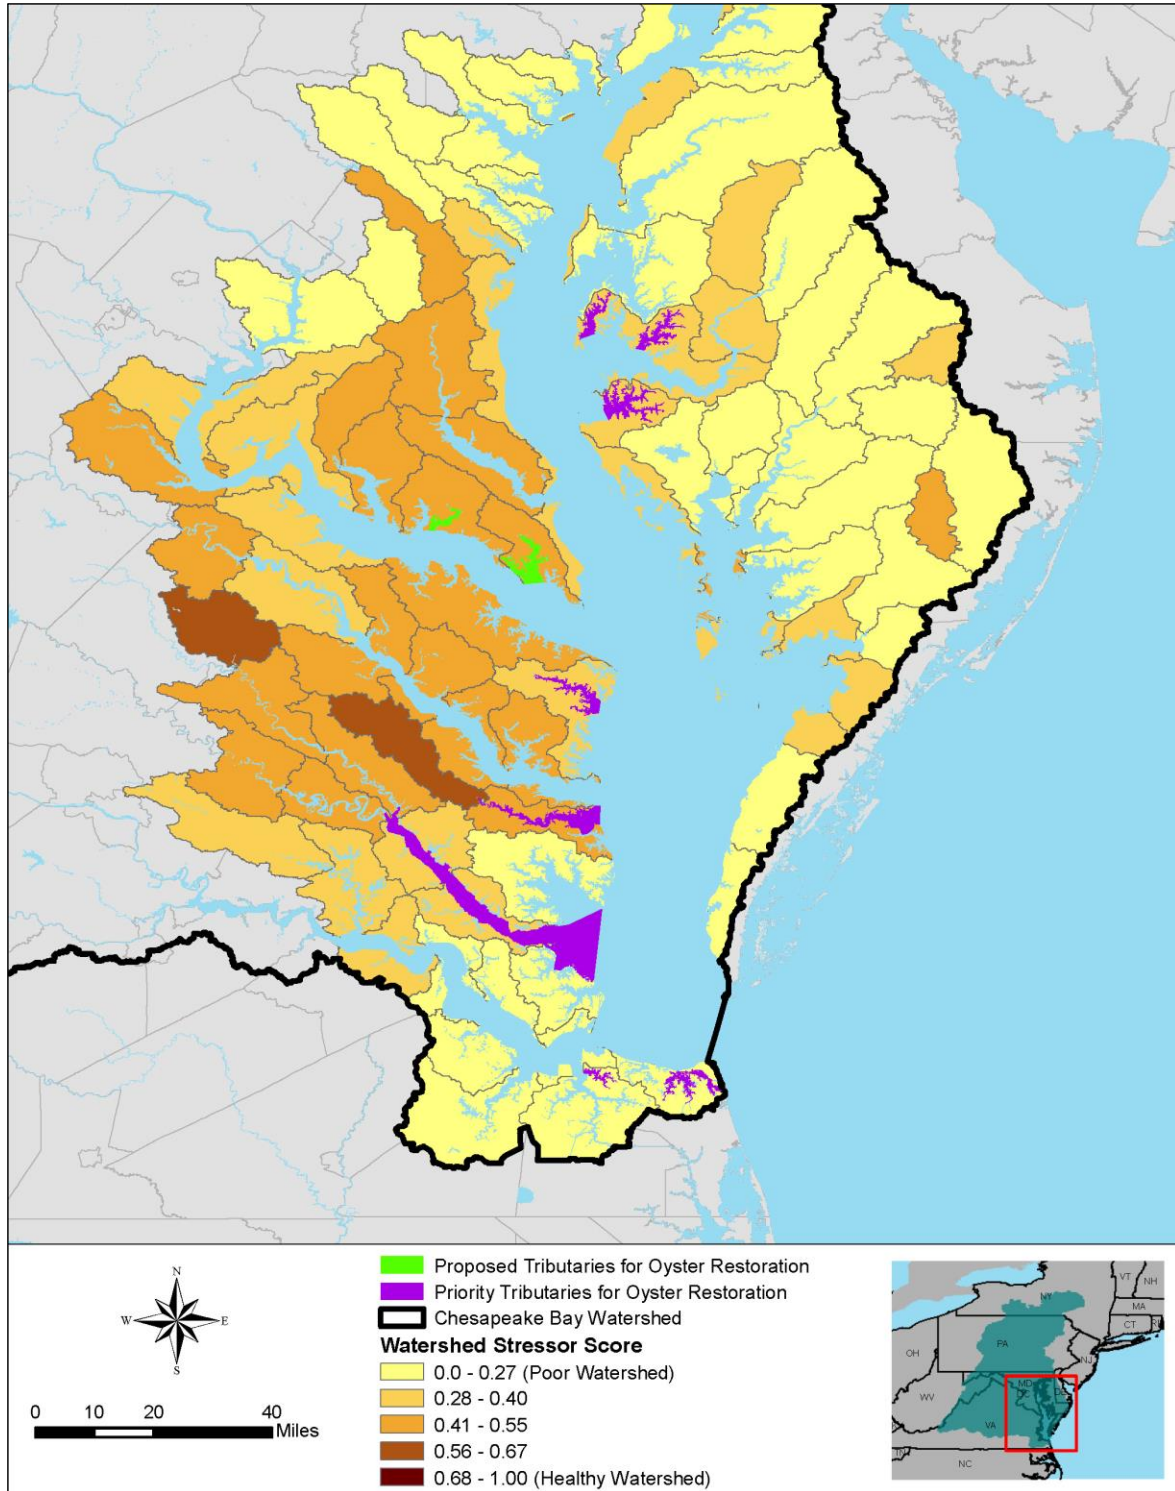 N
W E
S
0 10 20 40
Miles
Proposed Tributaries for Oyster Restoration
Priority Tributaries for Oyster Restoration
Chesapeake Bay Watershed
Watershed Stressor Score
0.0 - 0.27 (Poor Watershed)
0.28 - 0.40
0.41 - 0.55
0.56 - 0.67
0.68 - 1.00 (Healthy Watershed)
VT NH
NY
MA
CT
PA
NJ
OH
MD
WV
VA
NC